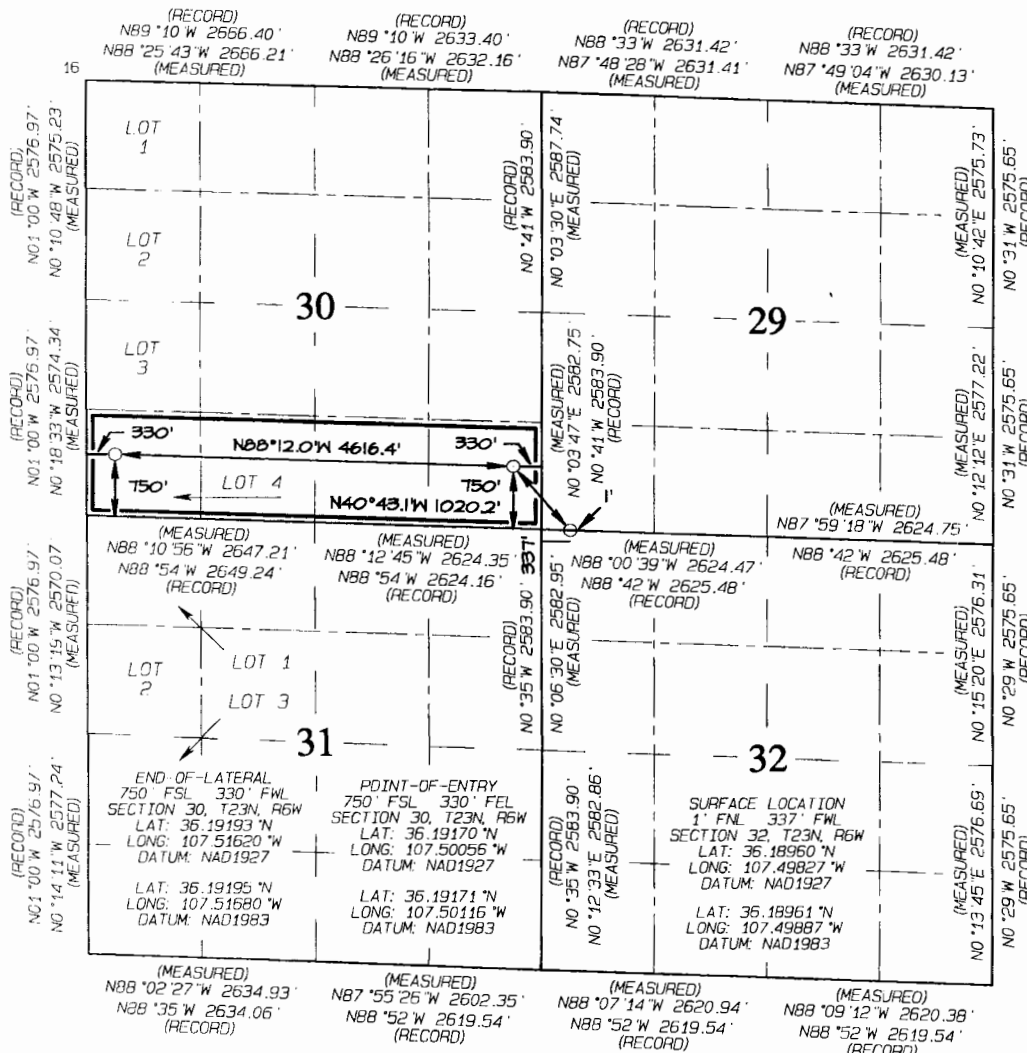 (RECORD)
N89°10'W 2666.40'
N88°25'43"W 2666.21'
(MEASURED)
(RECORD)
N89°10'W 2633.40'
N88°26'16"W 2632.16'
(MEASURED)
(RECORD)
N88°33'W 2631.42'
N87°48'28"W 2631.41'
(MEASURED)
(RECORD)
N88°33'W 2631.42'
N87°49'04"W 2630.13'
(MEASURED)
16
(RECORD)
N01°00'W 2576.97'
N0°10'48"W 2575.23'
(MEASURED)
LOT
1
LOT
2
LOT
3
30
(RECORD)
N0°41'W 2583.90'
N0°03'30"E 2587.74'
(MEASURED)
29
(MEASURED)
N0°10'42"E 2575.73'
N0°31'W 2575.65'
(RECORD)
(RECORD)
N01°00'W 2576.97'
N0°18'33"W 2574.34'
(MEASURED)
330'
N88°12.0'W 4616.4'
330'
750'
LOT 4
750'
N40°43.1'W 1020.2'
(MEASURED)
N0°03'47"E 2582.75'
N0°41'W 2583.90'
(RECORD)
1'
337'
(MEASURED)
N0°12'12"E 2577.22'
N0°31'W 2575.65'
(RECORD)
N87°59'18"W 2624.75'
(MEASURED)
N88°42'W 2625.48'
(RECORD)
(MEASURED)
N88°10'56"W 2647.21'
N88°54'W 2649.24'
(RECORD)
(MEASURED)
N88°12'45"W 2624.35'
N88°54'W 2624.16'
(RECORD)
(MEASURED)
N88°00'39"W 2624.47'
N88°42'W 2625.48'
(RECORD)
(RECORD)
N01°00'W 2576.97'
N0°13'19"W 2570.07'
(MEASURED)
LOT
2
LOT 1
LOT 3
31
(RECORD)
N0°35'W 2583.90'
N0°06'30"E 2582.95'
(MEASURED)
32
(MEASURED)
N0°15'20"E 2576.31'
N0°29'W 2575.65'
(RECORD)
(RECORD)
N01°00'W 2576.97'
N0°14'11"W 2577.24'
(MEASURED)
END-OF-LATERAL
750' FSL 330' FWL
SECTION 30, T23N, R6W
LAT: 36.19193°N
LONG: 107.51620°W
DATUM: NAD1927
LAT: 36.19195°N
LONG: 107.51680°W
DATUM: NAD1983
POINT-OF-ENTRY
750' FSL 330' FEL
SECTION 30, T23N, R6W
LAT: 36.19170°N
LONG: 107.50056°W
DATUM: NAD1927
LAT: 36.19171°N
LONG: 107.50116°W
DATUM: NAD1983
(RECORD)
N0°35'W 2583.90'
N0°12'33"E 2582.86'
(MEASURED)
SURFACE LOCATION
1' FNL 337' FWL
SECTION 32, T23N, R6W
LAT: 36.18960°N
LONG: 107.49827°W
DATUM: NAD1927
LAT: 36.18961°N
LONG: 107.49887°W
DATUM: NAD1983
(MEASURED)
N0°13'45"E 2576.69'
N0°29'W 2575.65'
(RECORD)
(MEASURED)
N88°02'27"W 2634.93'
N88°35'W 2634.06'
(RECORD)
(MEASURED)
N87°55'26"W 2602.35'
N88°52'W 2619.54'
(RECORD)
(MEASURED)
N88°07'14"W 2620.94'
N88°52'W 2619.54'
(RECORD)
(MEASURED)
N88°09'12"W 2620.38'
N88°52'W 2619.54'
(RECORD)